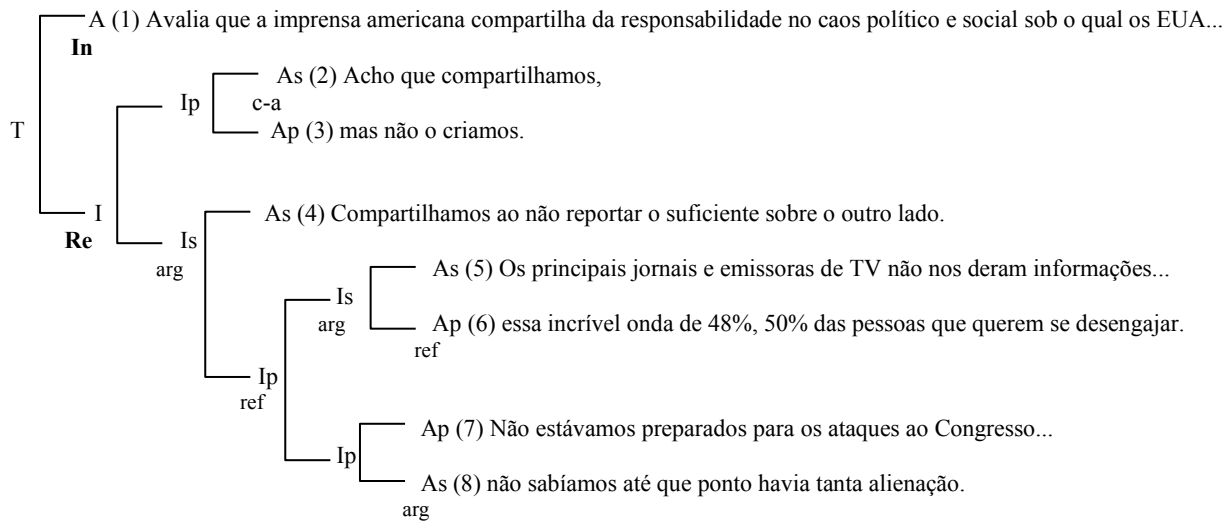 A (1) Avalia que a imprensa americana compartilha da responsabilidade no caos político e social sob o qual os EUA...
In
As (2) Acho que compartilhamos,
Ip
c-a
T
Ap (3) mas não o criamos.
I
As (4) Compartilhamos ao não reportar o suficiente sobre o outro lado.
Re
Is
arg
As (5) Os principais jornais e emissoras de TV não nos deram informações...
Is
arg
Ap (6) essa incrível onda de 48%, 50% das pessoas que querem se desengajar.
ref
Ip
ref
Ap (7) Não estávamos preparados para os ataques ao Congresso...
Ip
As (8) não sabíamos até que ponto havia tanta alienação.
arg